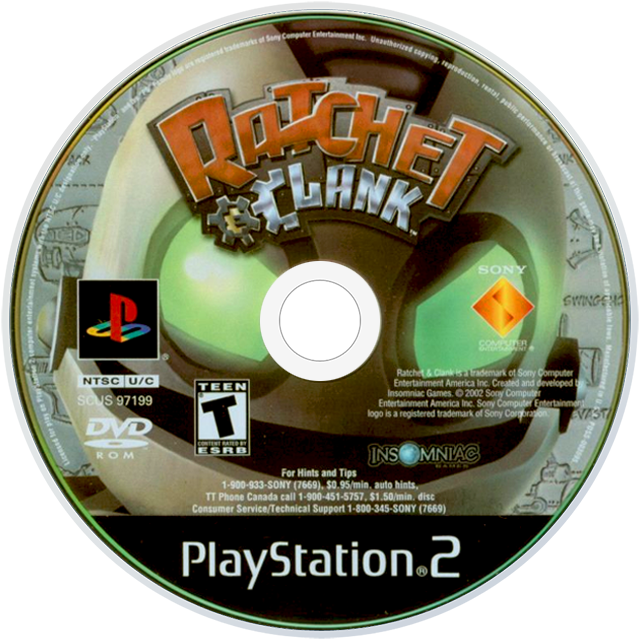 RATCHET
& CLANK™
SONY
COMPUTER
ENTERTAINMENT®
NTSC U/C
SCUS 97199
DVD
ROM
TEEN
T
CONTENT RATED BY
ESRB
Ratchet & Clank is a trademark of Sony Computer
Entertainment America Inc. Created and developed by
Insomniac Games. © 2002 Sony Computer
Entertainment America Inc. Sony Computer Entertainment
logo is a registered trademark of Sony Corporation.
INSOMNIAC
GAMES
For Hints and Tips
1-900-933-SONY (7669), $0.95/min. auto hints,
TT Phone Canada call 1-900-451-5757, $1.50/min. disc
Consumer Service/Technical Support 1-800-345-SONY (7669)
PlayStation®2